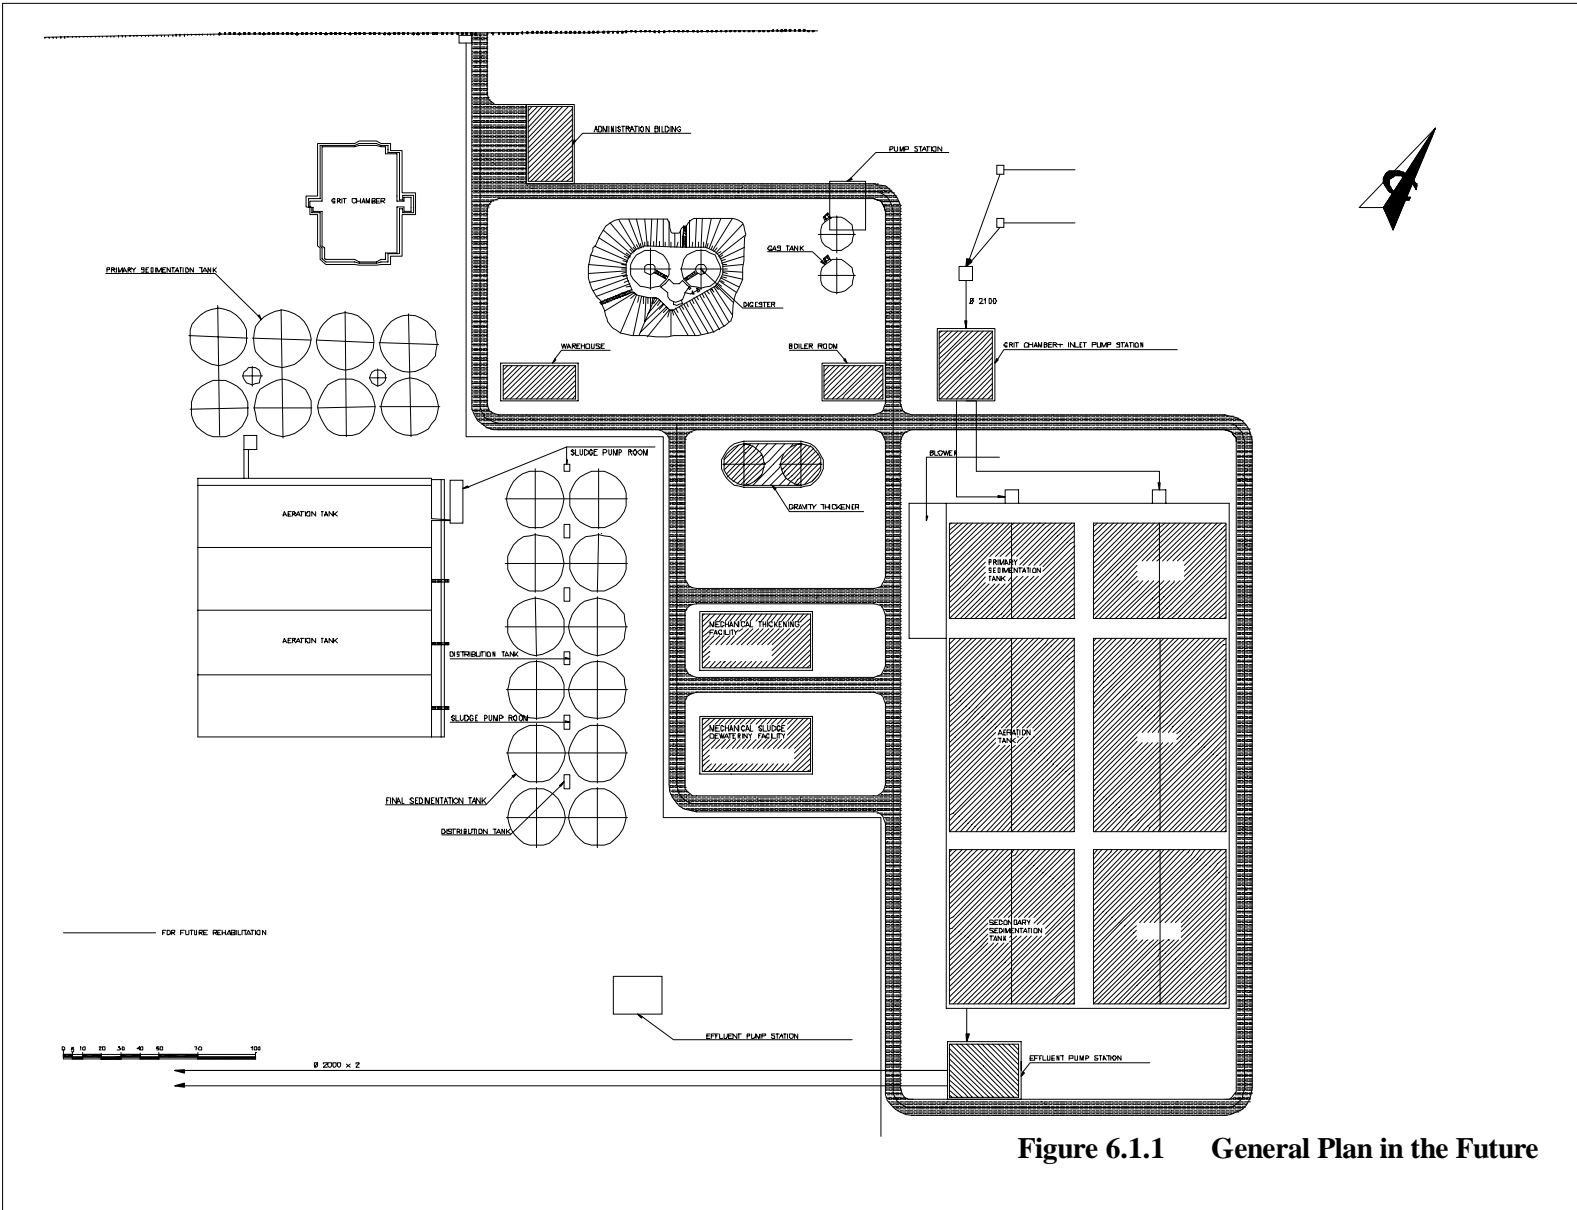 ADMINISTRATION BILDING
PUMP STATION
GRIT CHAMBER
GAS TANK
PRIMARY SEDIMENTATION TANK
DIGESTER
Ø 2100
WAREHOUSE
BOILER ROOM
GRIT CHAMBER+ INLET PUMP STATION
SLUDGE PUMP ROOM
BLOWER
GRAVITY THICKENER
AERATION TANK
PRIMARY
SEDIMENTATION
TANK
MECHANICAL THICKENING
FACILITY
AERATION TANK
DISTRIBUTION TANK
SLUDGE PUMP ROOM
MECHANICAL SLUDGE
DEWATERINY FACILITY
AERATION
TANK
FINAL SEDIMENTATION TANK
DISTRIBUTION TANK
SECONDARY
SEDIMENTATION
TANK
FOR FUTURE REHABILITATION
EFFLUENT PUMP STATION
0 5 10 20 30 40 50 70 100
Ø 2000 x 2
EFFLUENT PUMP STATION
Figure 6.1.1 General Plan in the Future